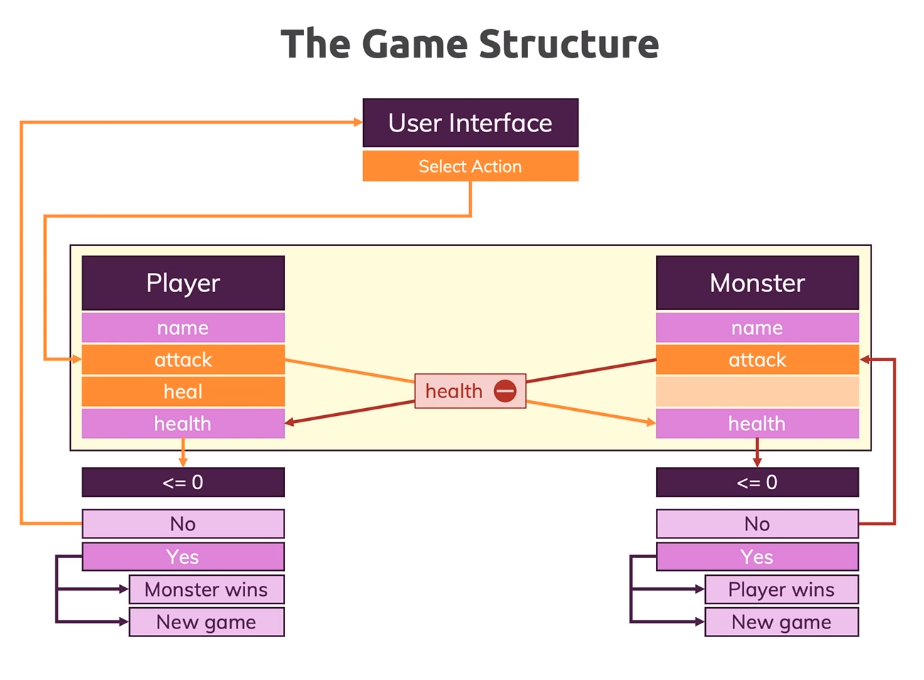 The Game Structure
User Interface
Select Action
Player
name
attack
heal
health
health
Monster
name
attack
health
<= 0
No
Yes
Monster wins
New game
<= 0
No
Yes
Player wins
New game